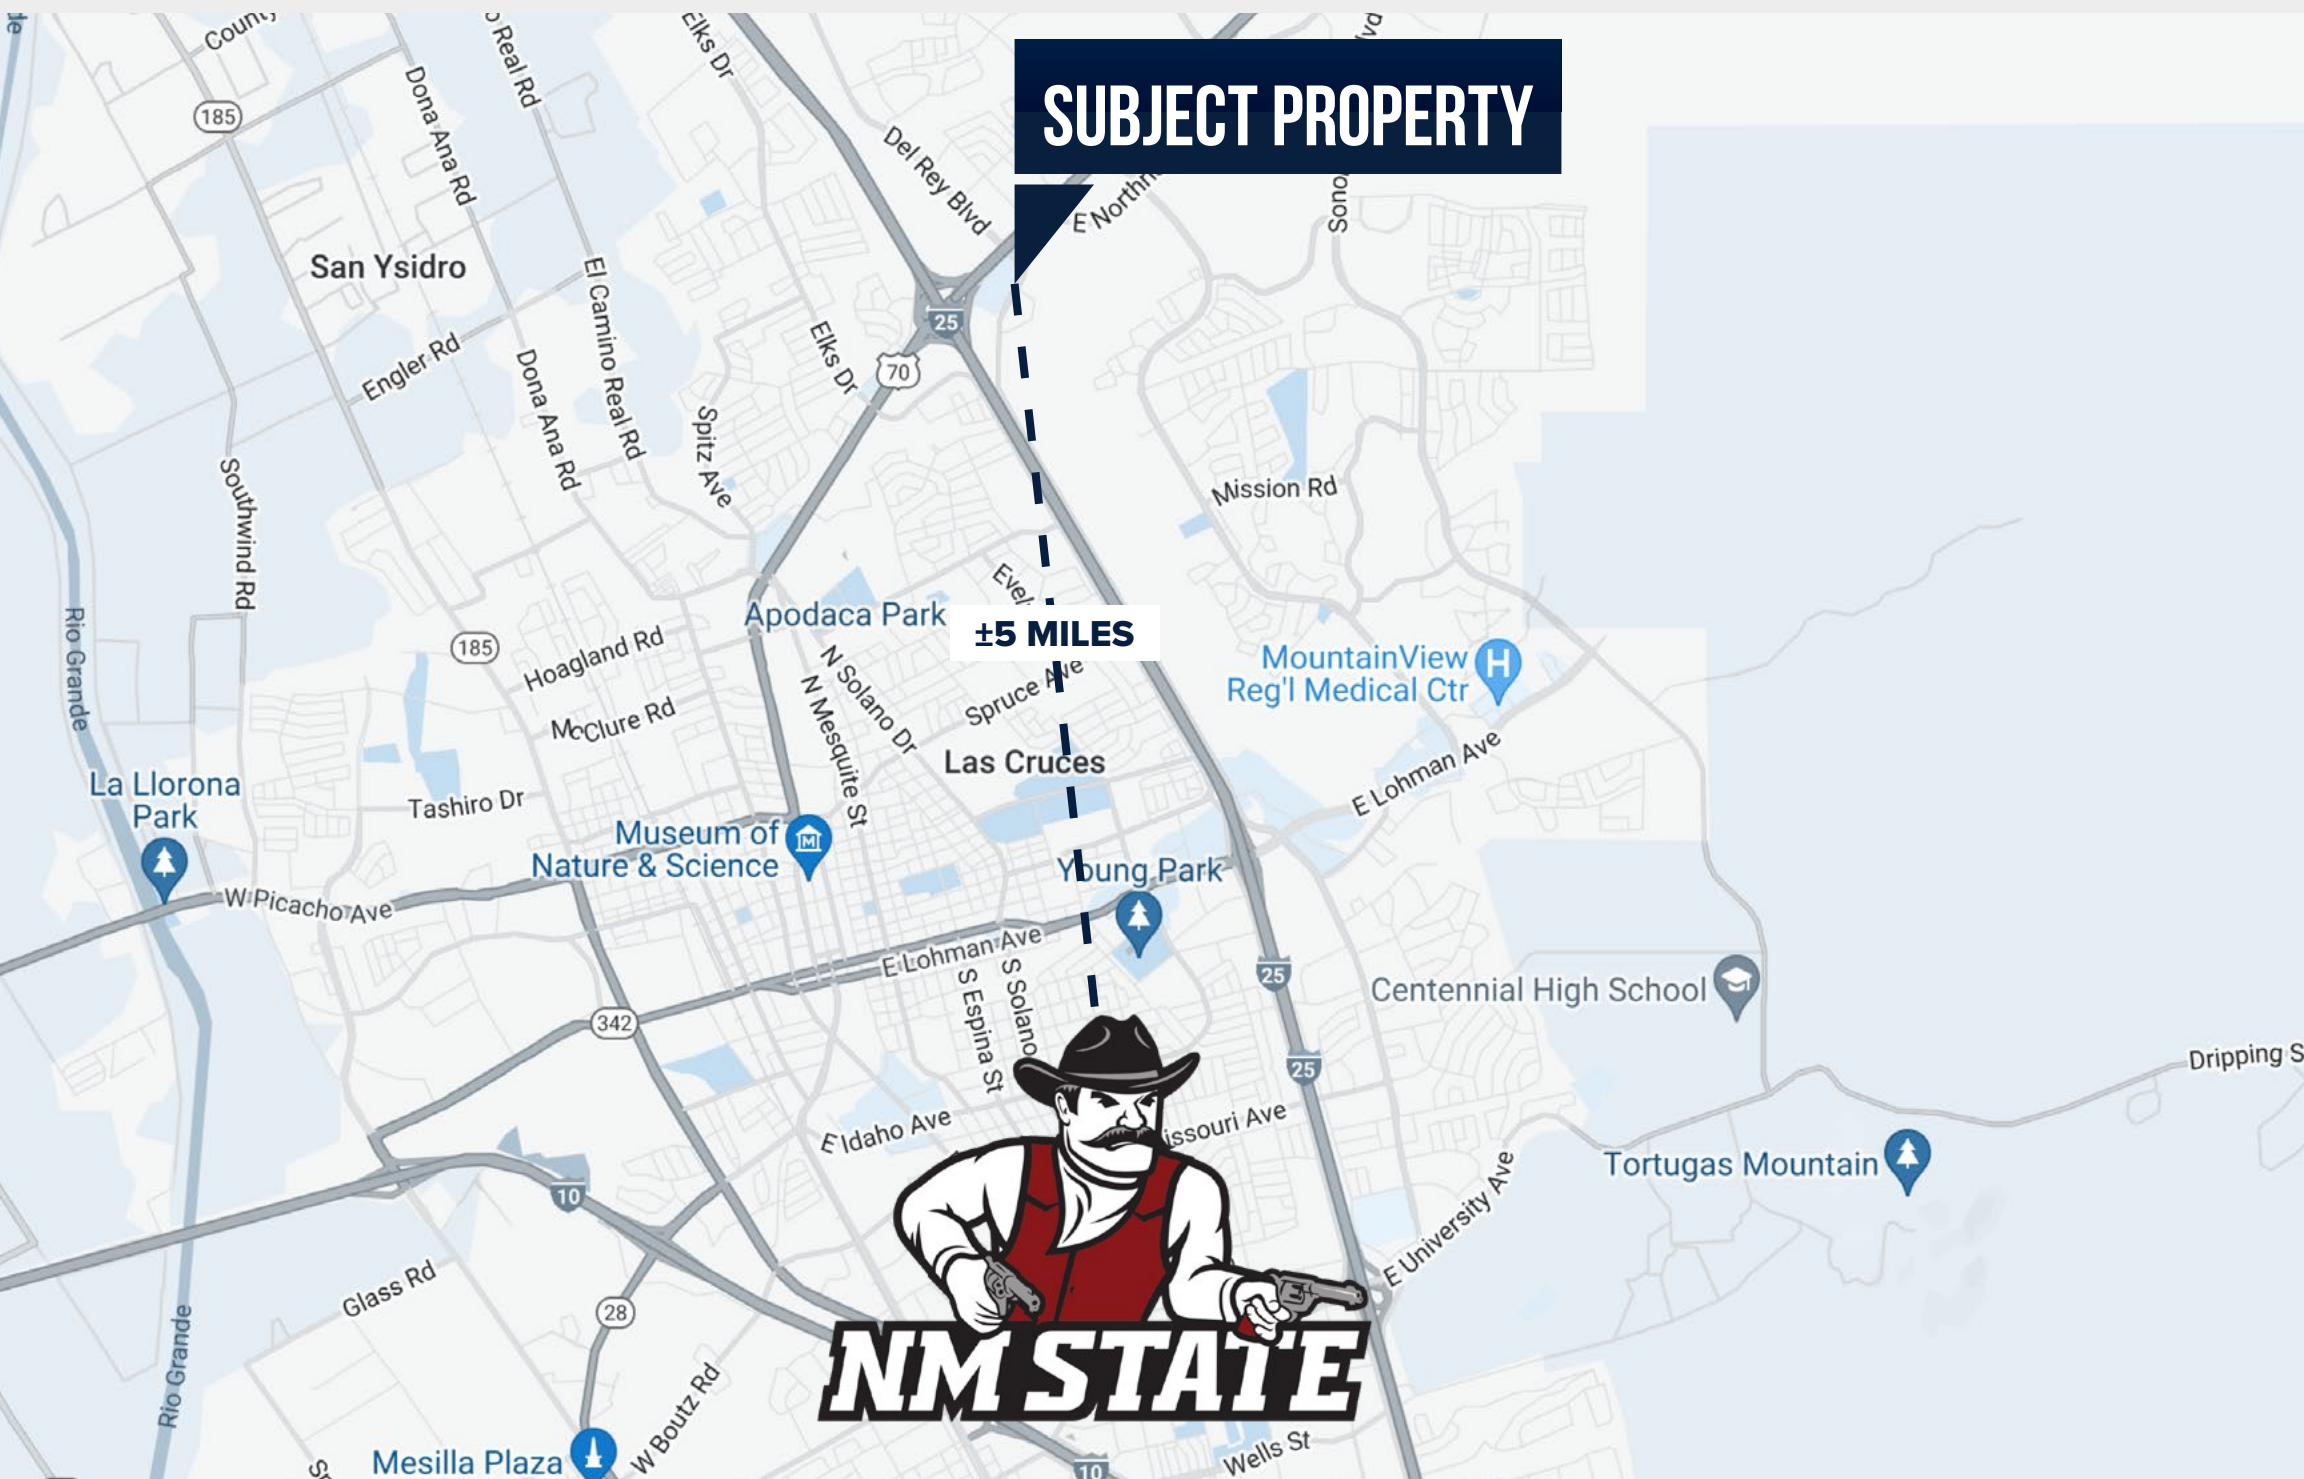 County
185
Dona Ana Rd
Real Rd
Elks Dr
SUBJECT PROPERTY
Del Rey Blvd
San Ysidro
El Camino Real Rd
25
70
Elks Dr
Engler Rd
Dona Ana Rd
Spitz Ave
Southwind Rd
Mission Rd
Rio Grande
185
Hoagland Rd
McClure Rd
Apodaca Park
±5 MILES
N Solano Dr
N Mesquite St
Spruce Ave
Las Cruces
MountainView
Reg'l Medical Ctr
H
E Lohman Ave
La Llorona
Park
Tashiro Dr
Museum of
Nature & Science
M
Young Park
W Picacho Ave
E Lohman Ave
S Espina St
S Solano
25
Centennial High School
342
25
Dripping S
E Idaho Ave
issouri Ave
Tortugas Mountain
10
E University Ave
Glass Rd
28
Rio Grande
W Boutz Rd
NM STATE
Mesilla Plaza
10
Wells St